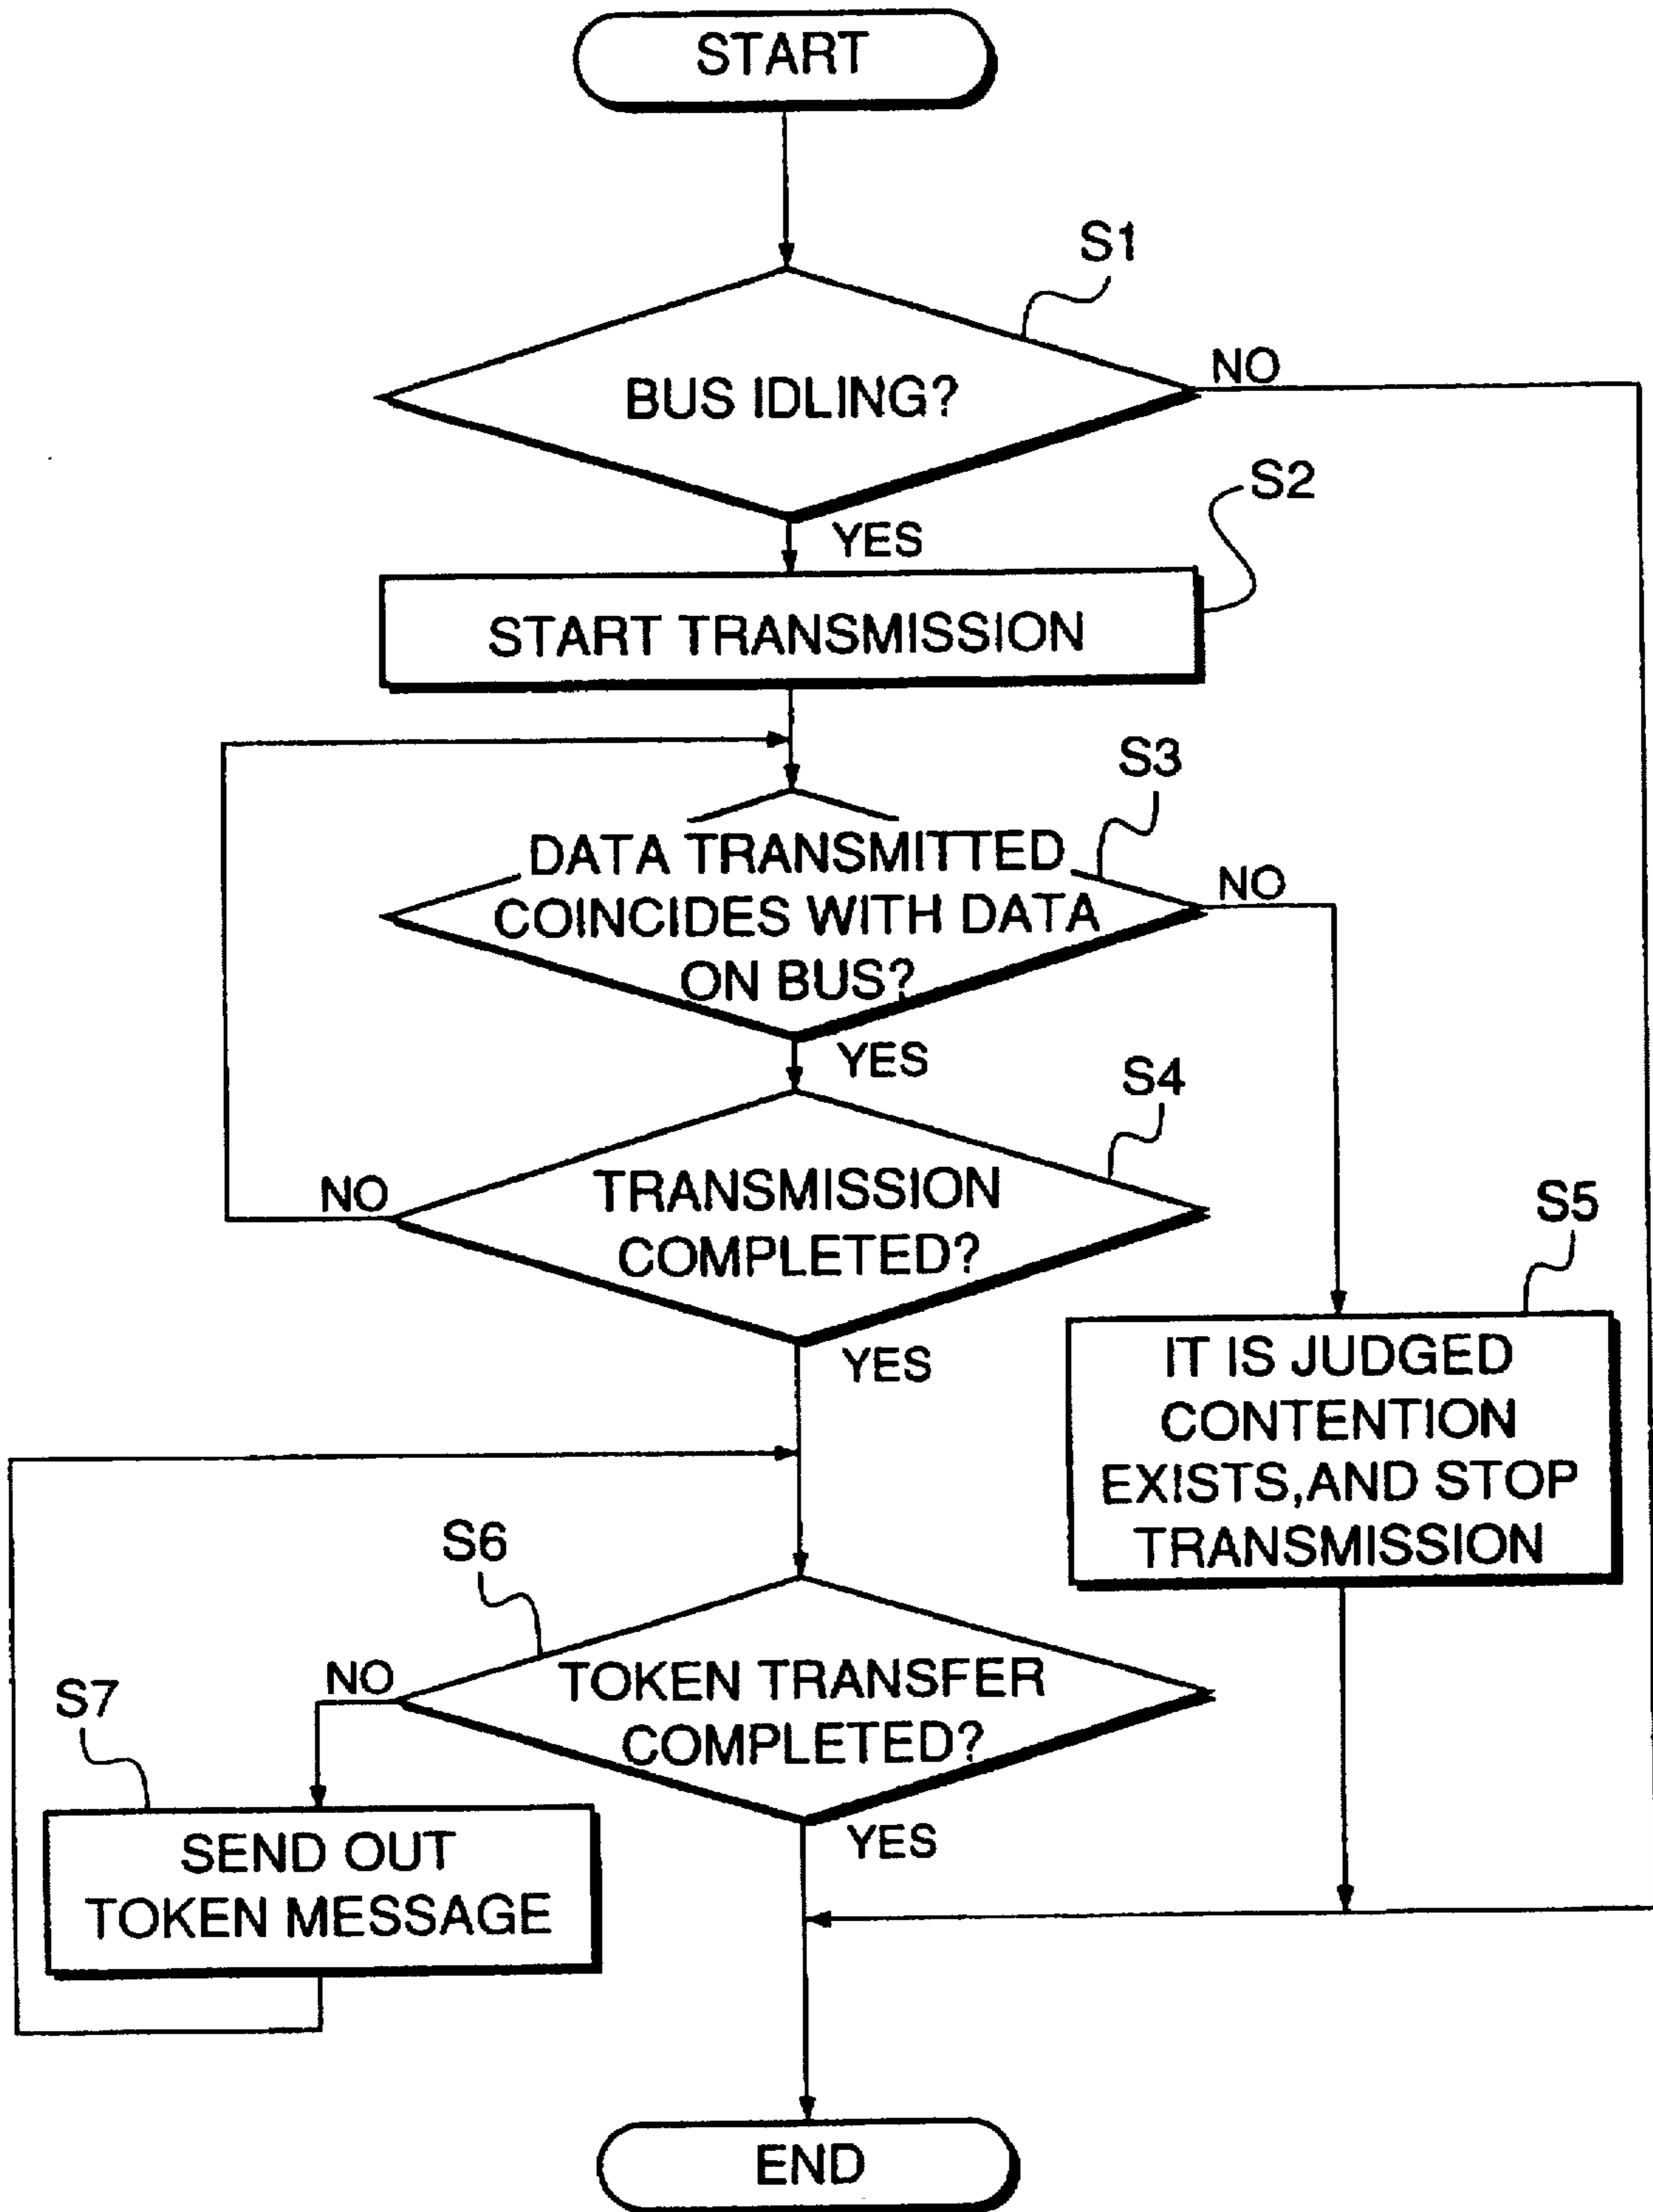 START
S1
BUS IDLING?
NO
YES
S2
START TRANSMISSION
S3
DATA TRANSMITTED
COINCIDES WITH DATA
ON BUS?
NO
YES
S4
TRANSMISSION
COMPLETED?
NO
YES
S5
IT IS JUDGED
CONTENTION
EXISTS,AND STOP
TRANSMISSION
S6
TOKEN TRANSFER
COMPLETED?
NO
YES
S7
SEND OUT
TOKEN MESSAGE
END